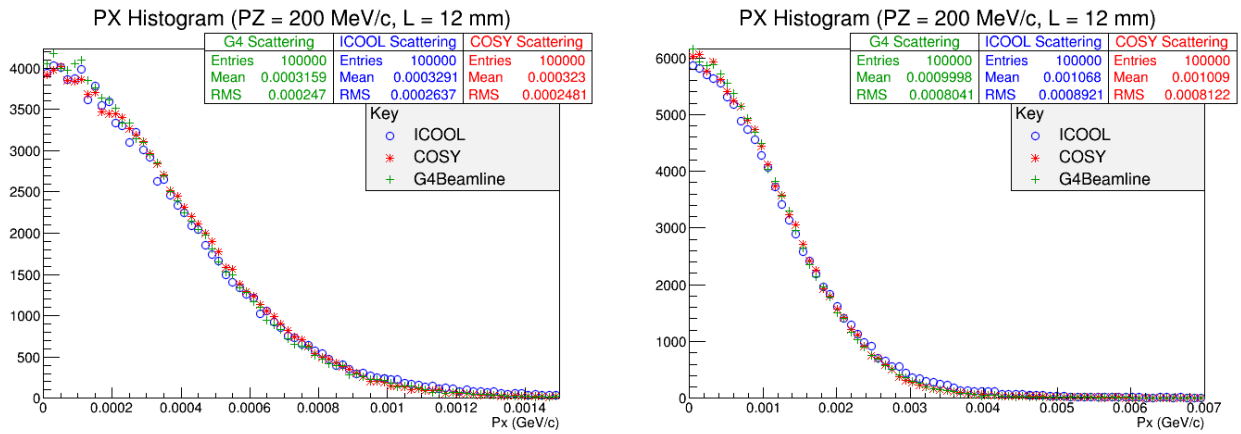 PX Histogram (PZ = 200 MeV/c, L = 12 mm)
G4 Scattering ICOOL Scattering COSY Scattering
Entries 100000 Entries 100000 Entries 100000
Mean 0.0003159 Mean 0.0003291 Mean 0.000323
RMS 0.000247 RMS 0.0002637 RMS 0.0002481
Key
ICOOL
COSY
G4Beamline
4000
3500
3000
2500
2000
1500
1000
500
0
0 0.0002 0.0004 0.0006 0.0008 0.001 0.0012 0.0014
Px (GeV/c)
PX Histogram (PZ = 200 MeV/c, L = 12 mm)
G4 Scattering ICOOL Scattering COSY Scattering
Entries 100000 Entries 100000 Entries 100000
Mean 0.0009998 Mean 0.001068 Mean 0.001009
RMS 0.0008041 RMS 0.0008921 RMS 0.0008122
Key
ICOOL
COSY
G4Beamline
6000
5000
4000
3000
2000
1000
0
0 0.001 0.002 0.003 0.004 0.005 0.006 0.007
Px (GeV/c)